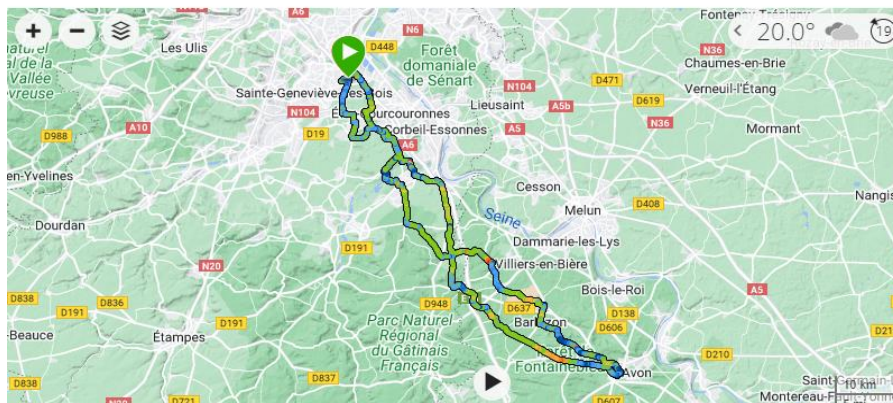 Les Ulis
A6
N6
D448
Forêt
domaniale
de Sénart
Fontenay-Trésigny
20.0°
19
N36
N104
D471
Chaumes-en-Brie
Verneuil-l'Étang
Sainte-Geneviève-des-Bois
N104
Lieusaint
A5b
D619
A10
D988
D19
Corbeil-Essonnes
A5
N36
Mormant
A6
en-Yvelines
Cesson
D408
Nangis
Dourdan
Seine
Melun
D191
Dammarie-les-Lys
N20
Villiers-en-Bière
Bois-le-Roi
A5
D838
D836
D191
D948
D637
D138
-Beauce
Étampes
Barbizon
D606
Parc Naturel
Régional
du Gâtinais
Français
D210
D837
Avon
D838
D721
D607
10 km